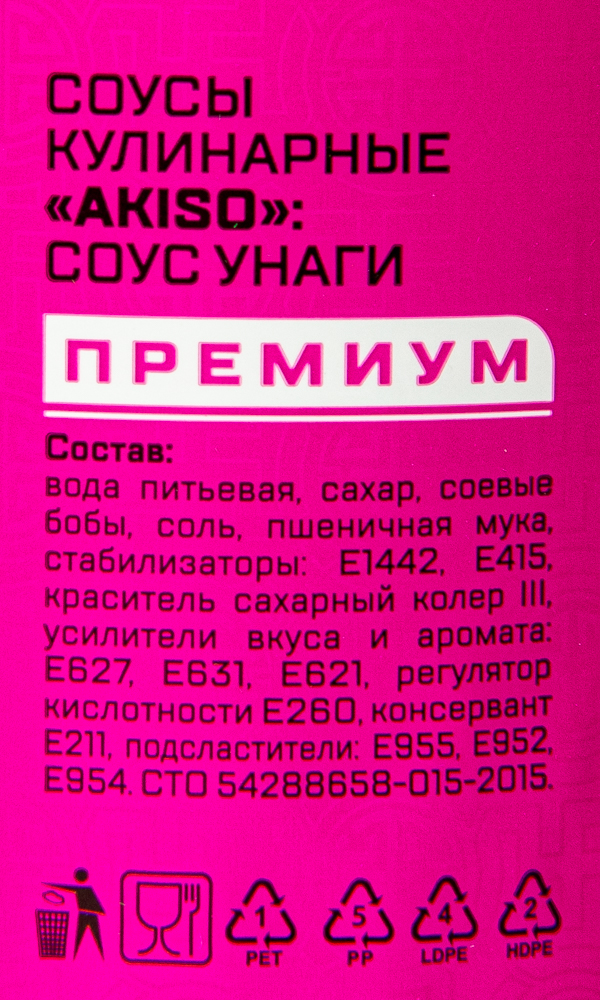 СОУСЫ
КУЛИНАРНЫЕ
«AKISO»:
СОУС УНАГИ
ПРЕМИУМ
Состав:
вода питьевая, сахар, соевые
бобы, соль, пшеничная мука,
стабилизаторы: Е1442, Е415,
краситель сахарный колер III,
усилители вкуса и аромата:
Е627, Е631, Е621, регулятор
кислотности Е260, консервант
Е211, подсластители: Е955, Е952,
Е954. СТО 54288658-015-2015.
1 5 4 2
PET PP LDPE HDPE